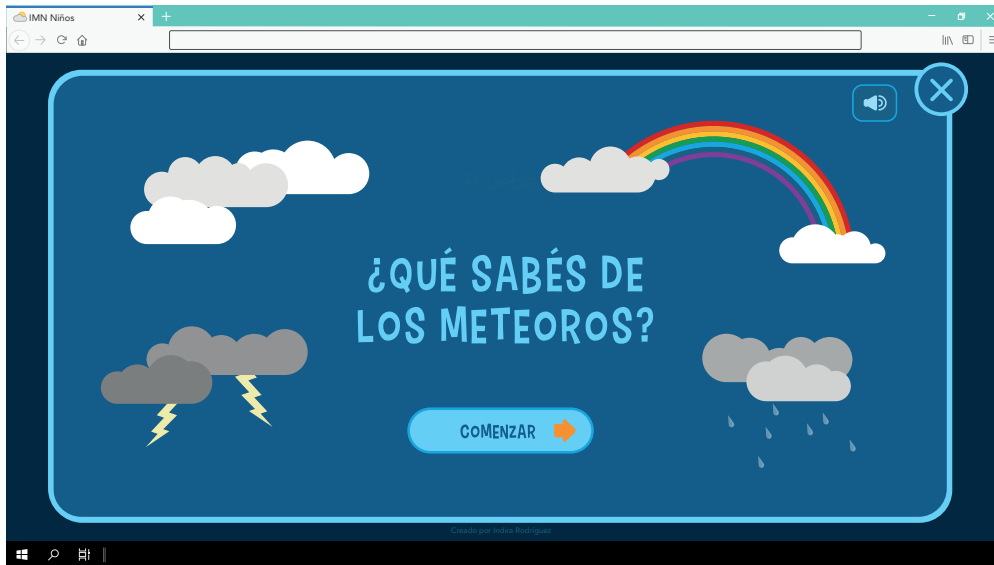 IMN Niños
¿QUÉ SABÉS DE
LOS METEOROS?
COMENZAR
Creado por Indira Rodríguez